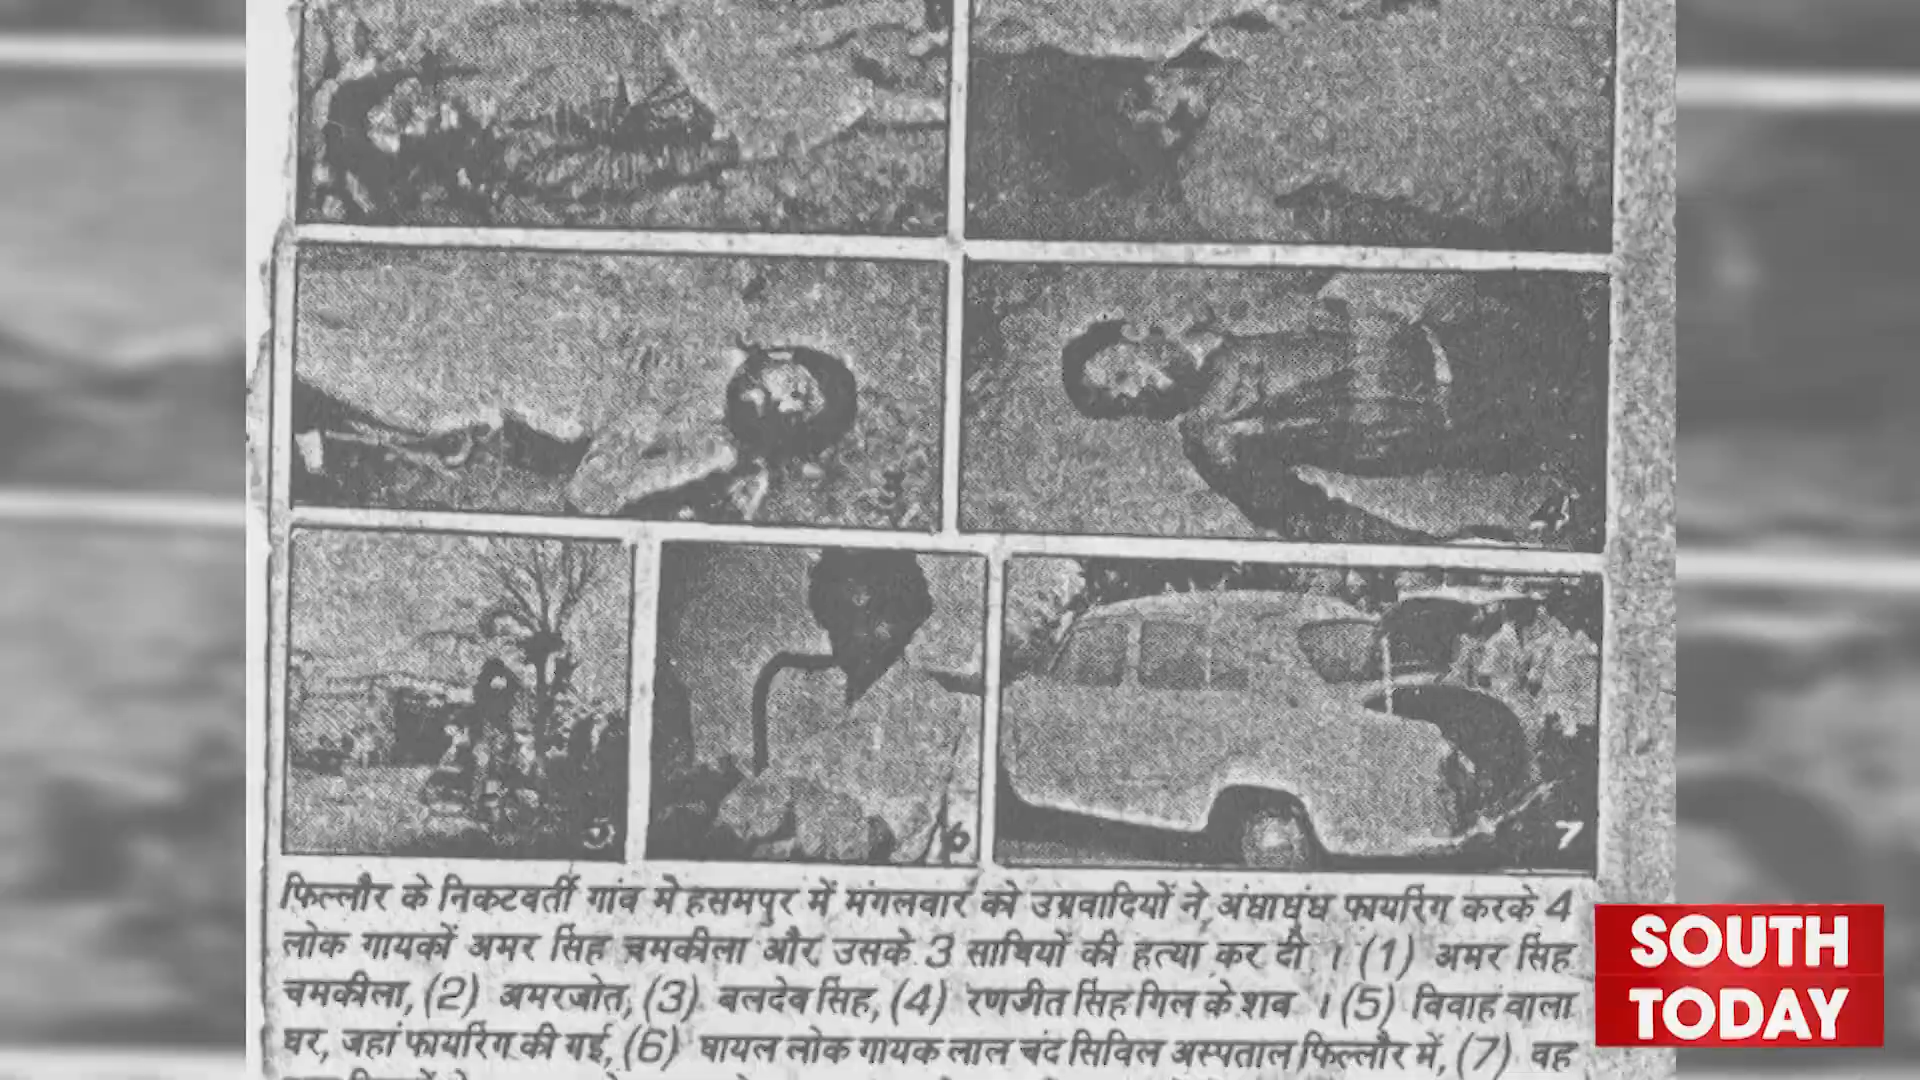 3
4
5
6
7
फिल्लौर के निकटवर्ती गांव मे हसमपुर में मंगलवार को उग्रवादियों ने अंधाधुंध फायरिंग करके 4
लोक गायकों अमर सिंह चमकीला और उसके 3 साथियों की हत्या कर दी । (1) अमर सिंह
चमकीला, (2) अमरजोत, (3) बलदेव सिंह, (4) रणजीत सिंह गिल के शव । (5) विवाह वाला
घर, जहां फायरिंग की गई, (6) घायल लोक गायक लाल चंद सिविल अस्पताल फिल्लौर में, (7) वह
SOUTH
TODAY